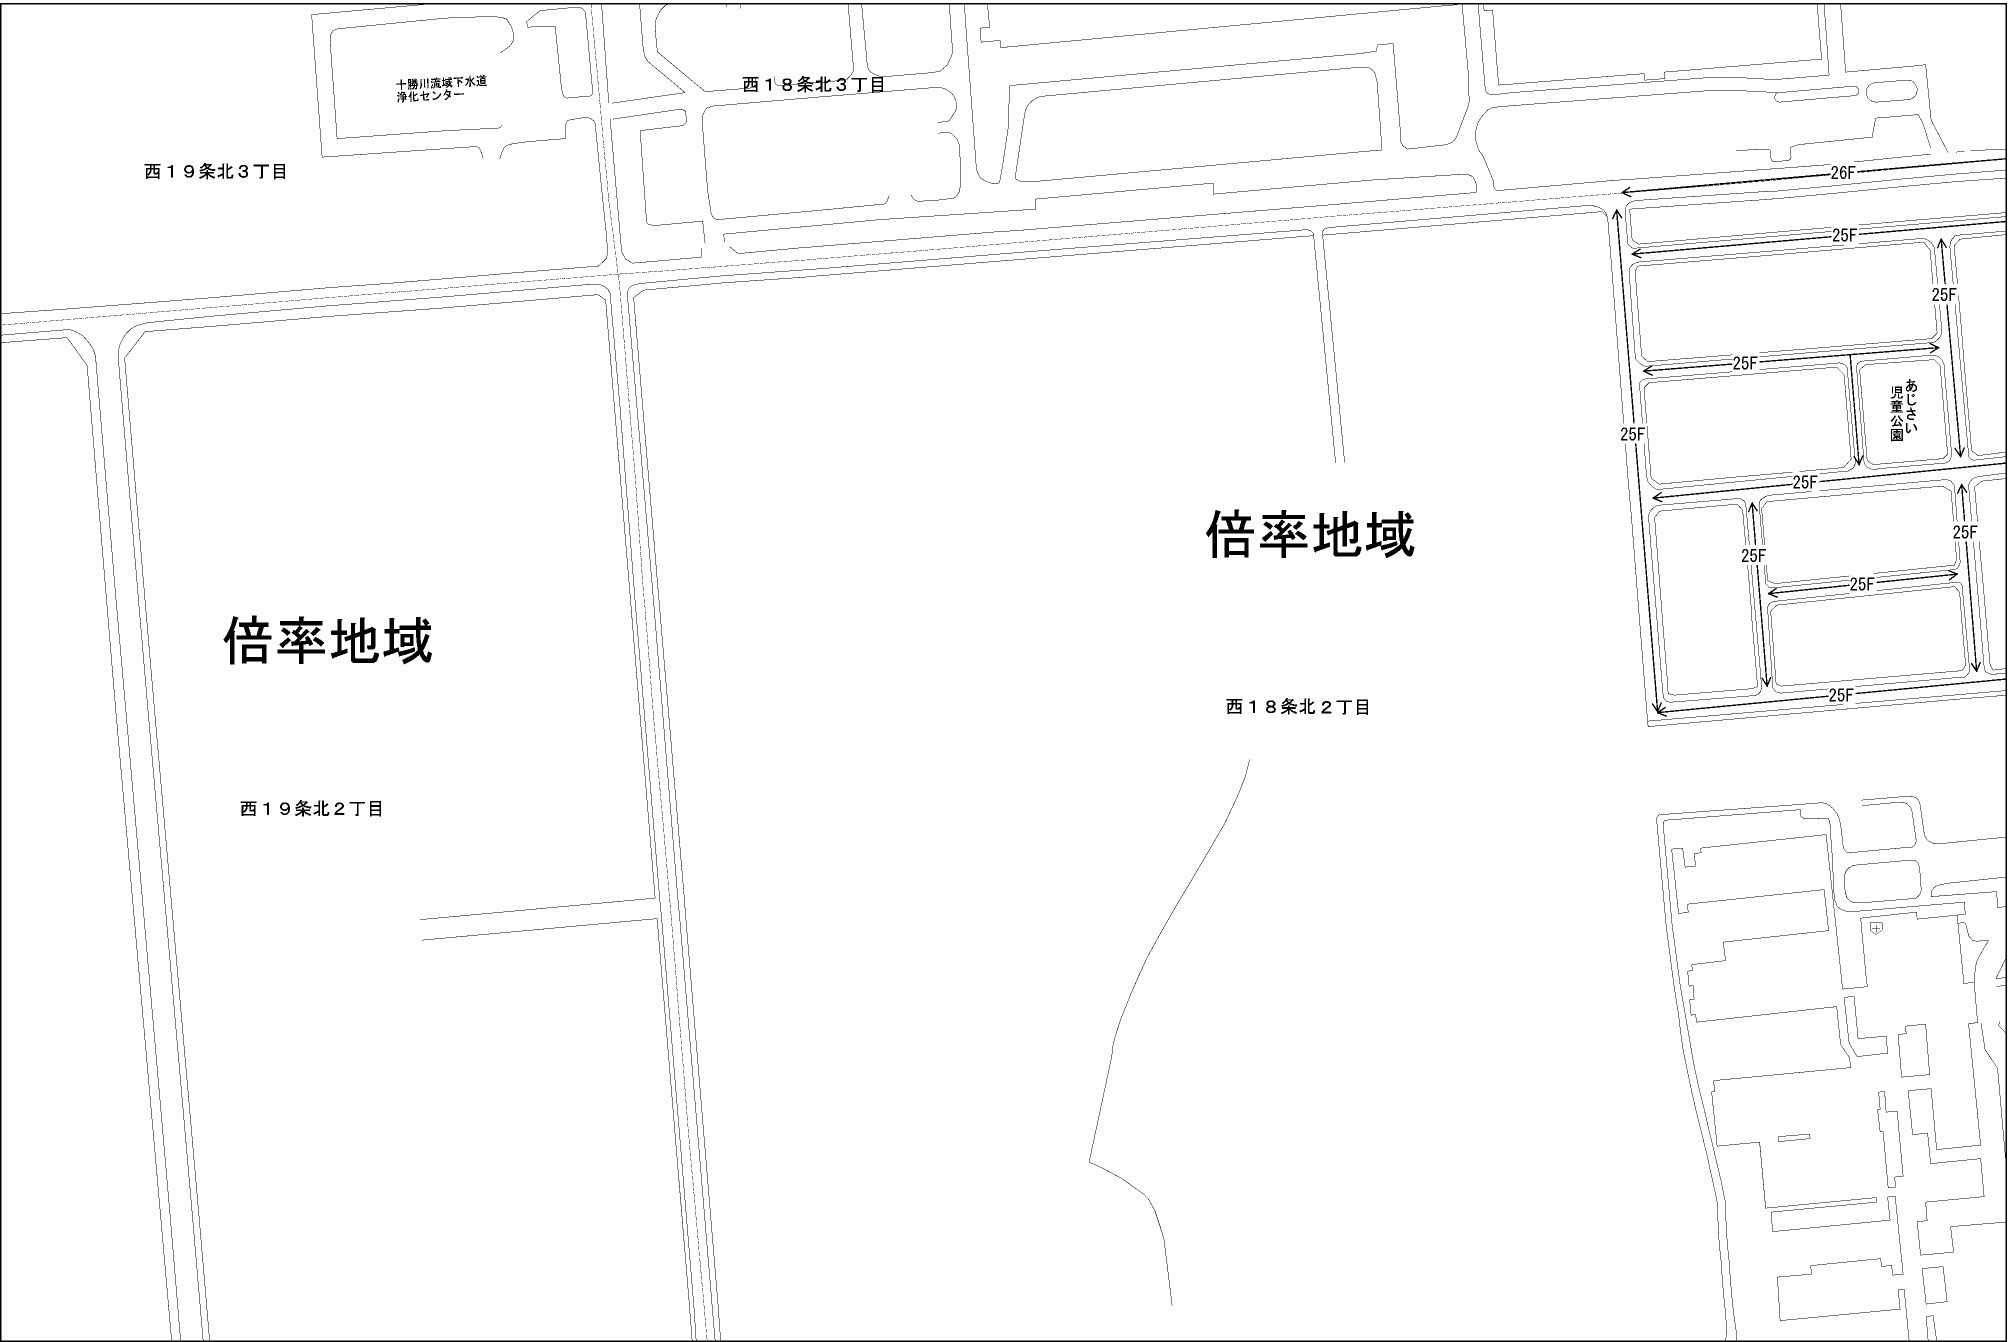 十勝川流域下水道
浄化センター
西１８条北３丁目
西１９条北３丁目
26F
25F
25F
25F
あじさい
児童公園
25F
25F
倍率地域
25F
25F
25F
倍率地域
25F
西１８条北２丁目
西１９条北２丁目